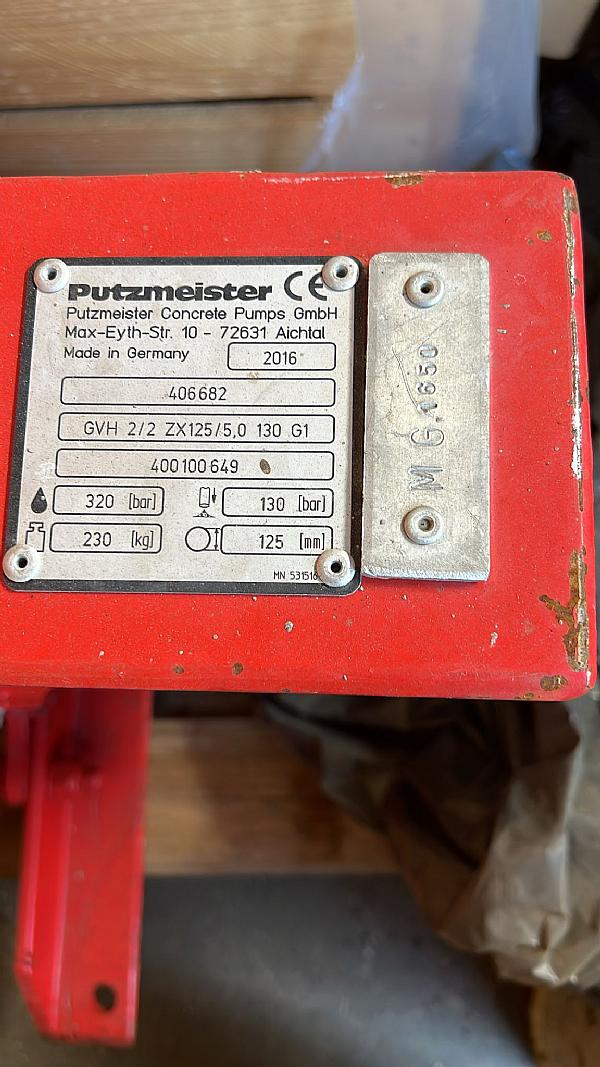 Putzmeister CE
Putzmeister Concrete Pumps GmbH
Max-Eyth-Str. 10 - 72631 Aichtal
Made in Germany 2016
406682
GVH 2/2 ZX125/5,0 130 G1
400100649
320 [bar] 130 [bar]
230 [kg] 125 [mm]
MN
M G.1650